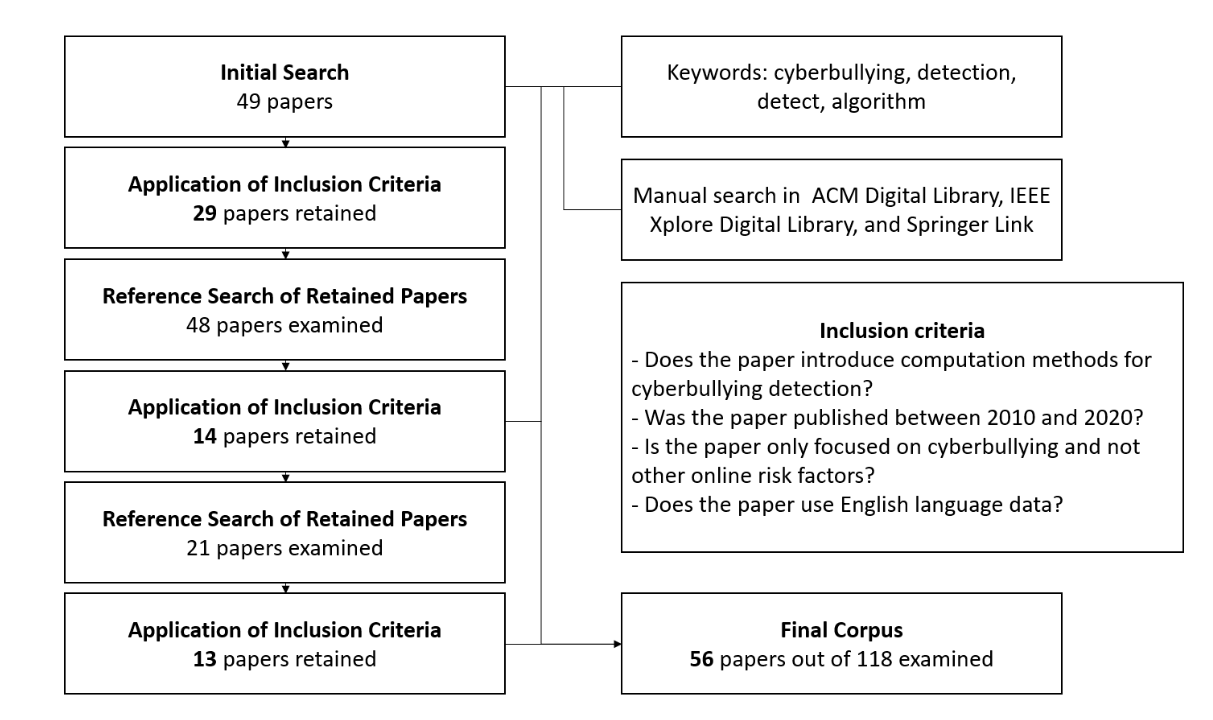 Initial Search
49 papers
Application of Inclusion Criteria
29 papers retained
Reference Search of Retained Papers
48 papers examined
Application of Inclusion Criteria
14 papers retained
Reference Search of Retained Papers
21 papers examined
Application of Inclusion Criteria
13 papers retained
Keywords: cyberbullying, detection,
detect, algorithm
Manual search in  ACM Digital Library, IEEE
Xplore Digital Library, and Springer Link
Inclusion criteria
- Does the paper introduce computation methods for
cyberbullying detection?
- Was the paper published between 2010 and 2020?
- Is the paper only focused on cyberbullying and not
other online risk factors?
- Does the paper use English language data?
Final Corpus
56 papers out of 118 examined